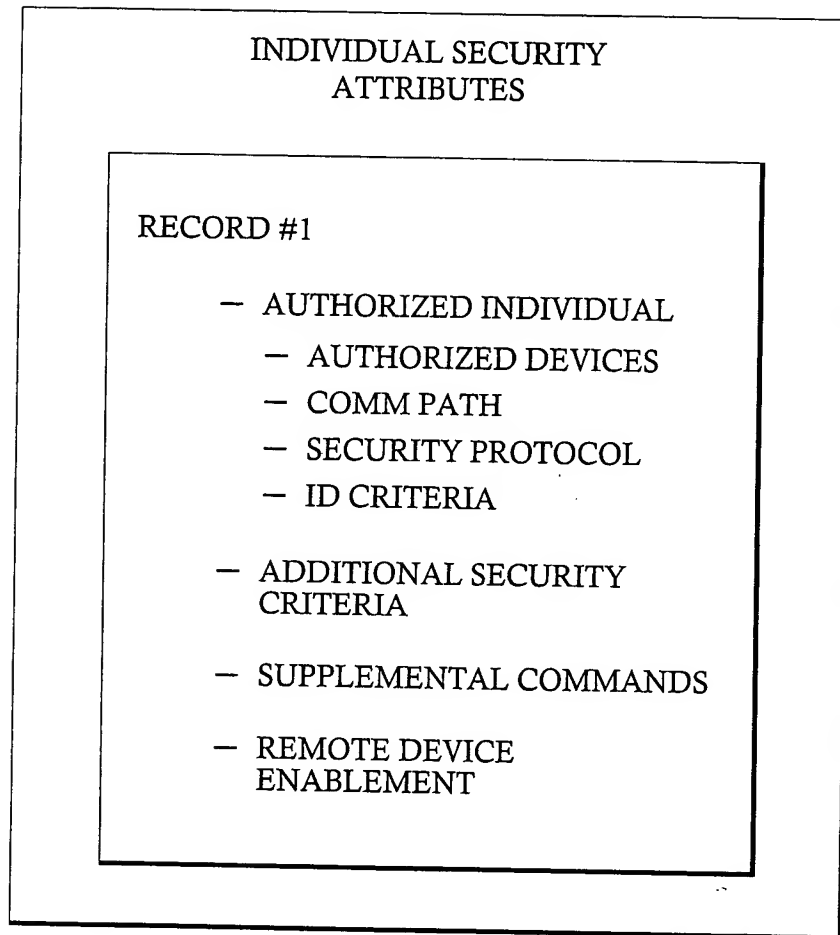 INDIVIDUAL SECURITY
ATTRIBUTES
RECORD #1
— AUTHORIZED INDIVIDUAL
— AUTHORIZED DEVICES
— COMM PATH
— SECURITY PROTOCOL
— ID CRITERIA
— ADDITIONAL SECURITY
CRITERIA
— SUPPLEMENTAL COMMANDS
— REMOTE DEVICE
ENABLEMENT